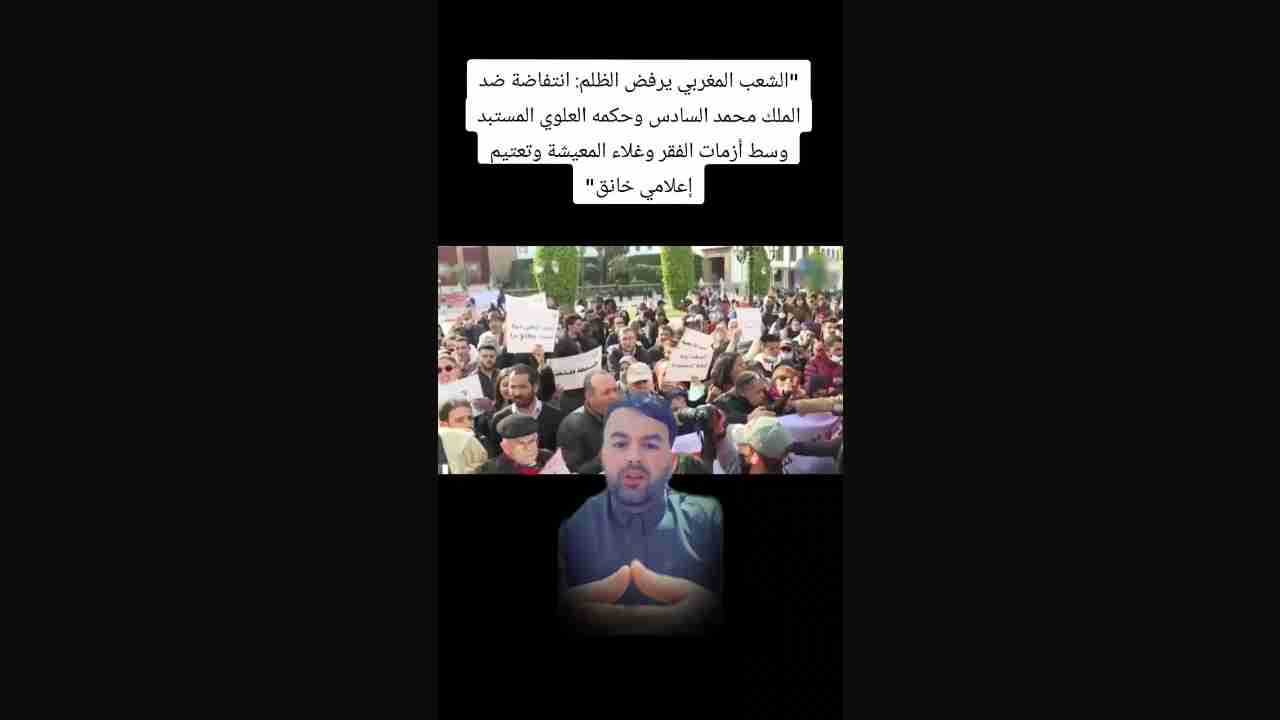 "الشعب المغربي يرفض الظلم: انتفاضة ضد
الملك محمد السادس وحكمه العلوي المستبد
وسط أزمات الفقر وغلاء المعيشة وتعتيم
إعلامي خانق"